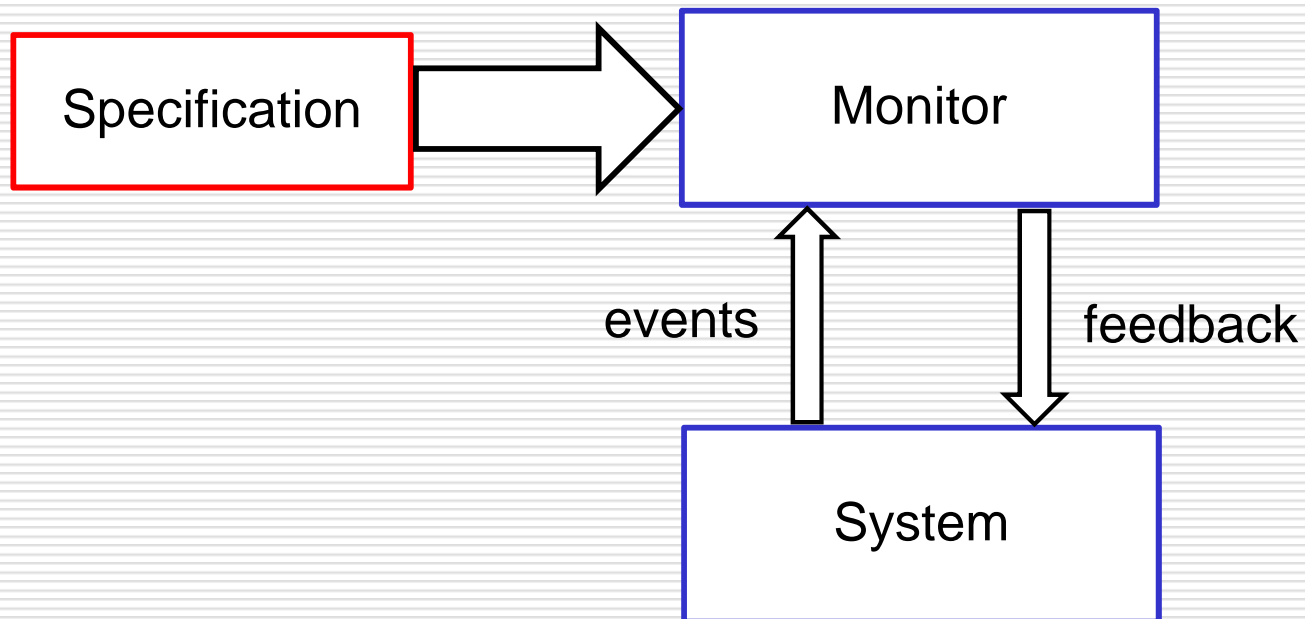 Specification
Monitor
events
feedback
System